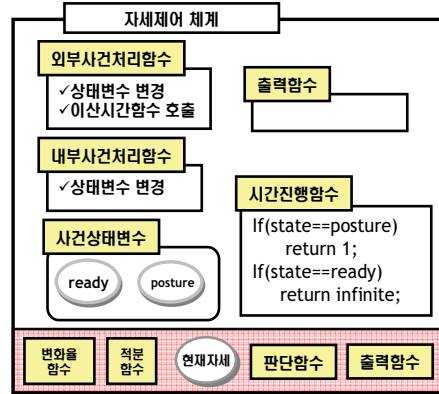 자세제어 체계
외부사건처리함수
✓상태변수 변경
✓이산시간함수 호출
출력함수
내부사건처리함수
✓상태변수 변경
시간진행함수
If(state==posture)
return 1;
If(state==ready)
return infinite;
사건상태변수
ready
posture
변화율
함수
적분
함수
현재자세
판단함수
출력함수